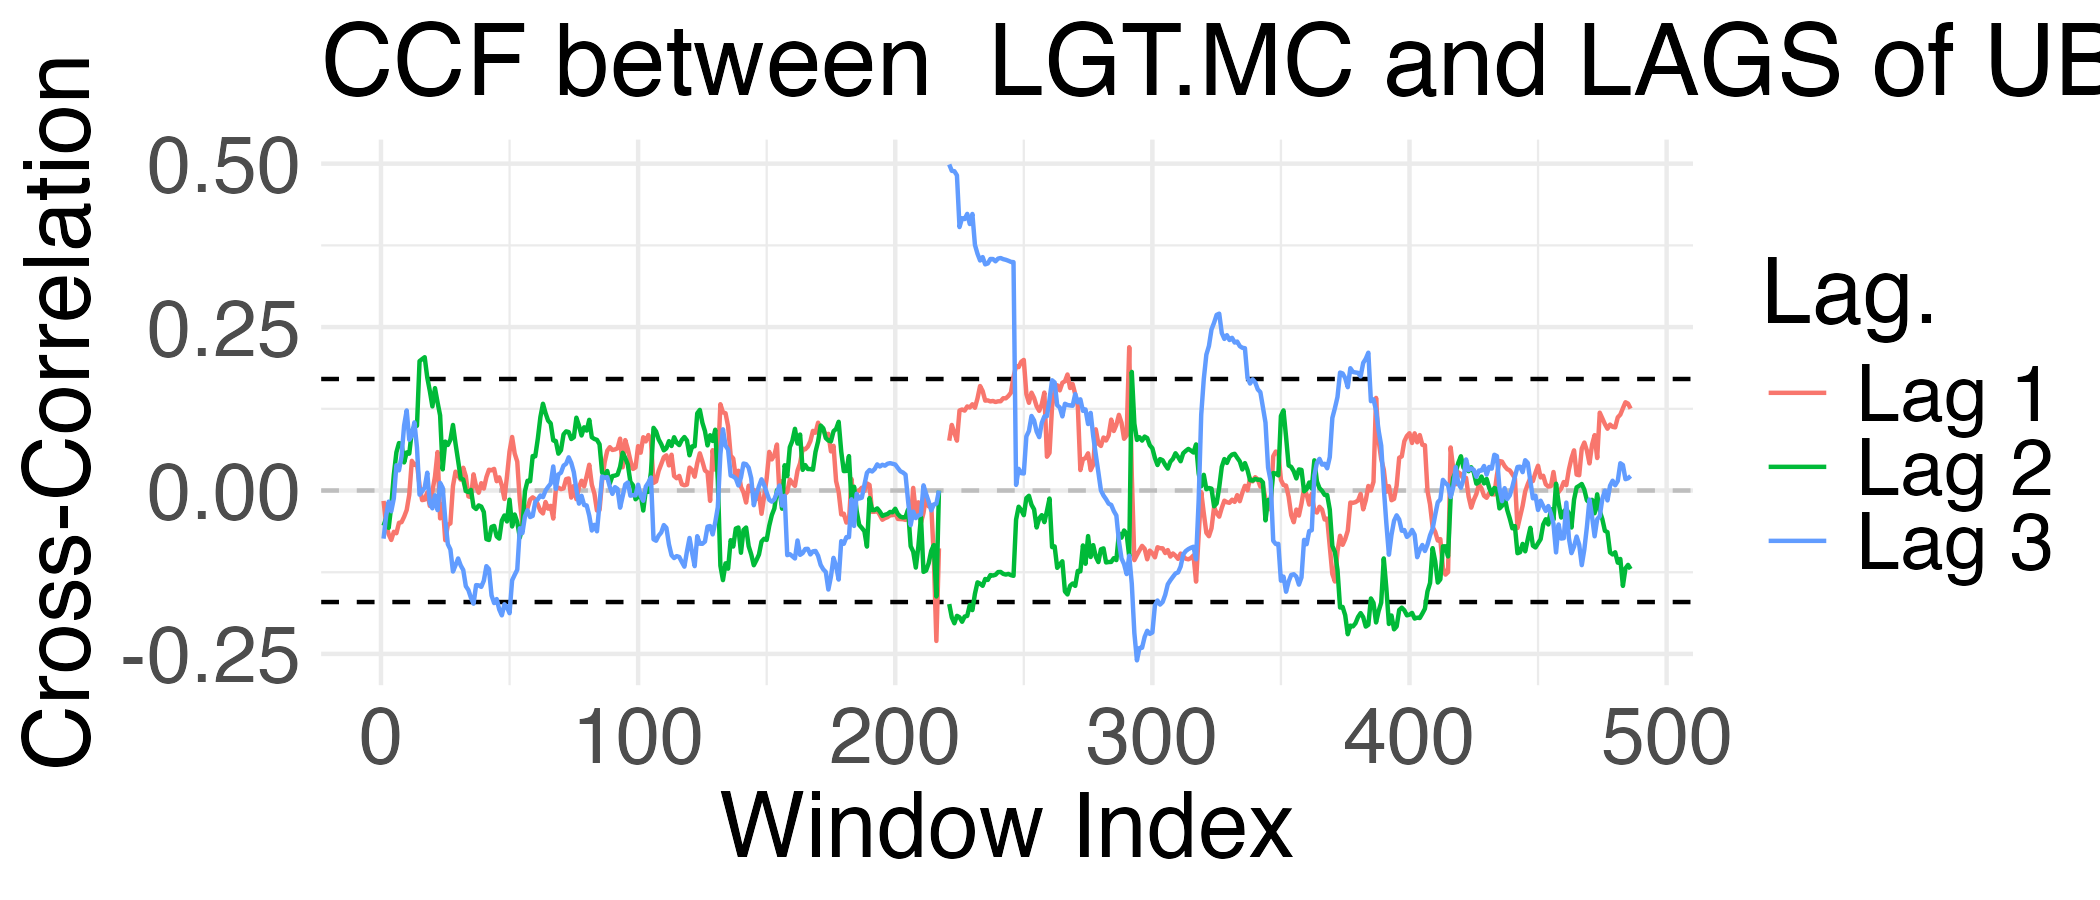 CCF between  LGT.MC and LAGS of UB
Cross-Correlation
0.50
0.25
0.00
-0.25
0
100
200
300
400
500
Window Index
Lag.
Lag 1
Lag 2
Lag 3